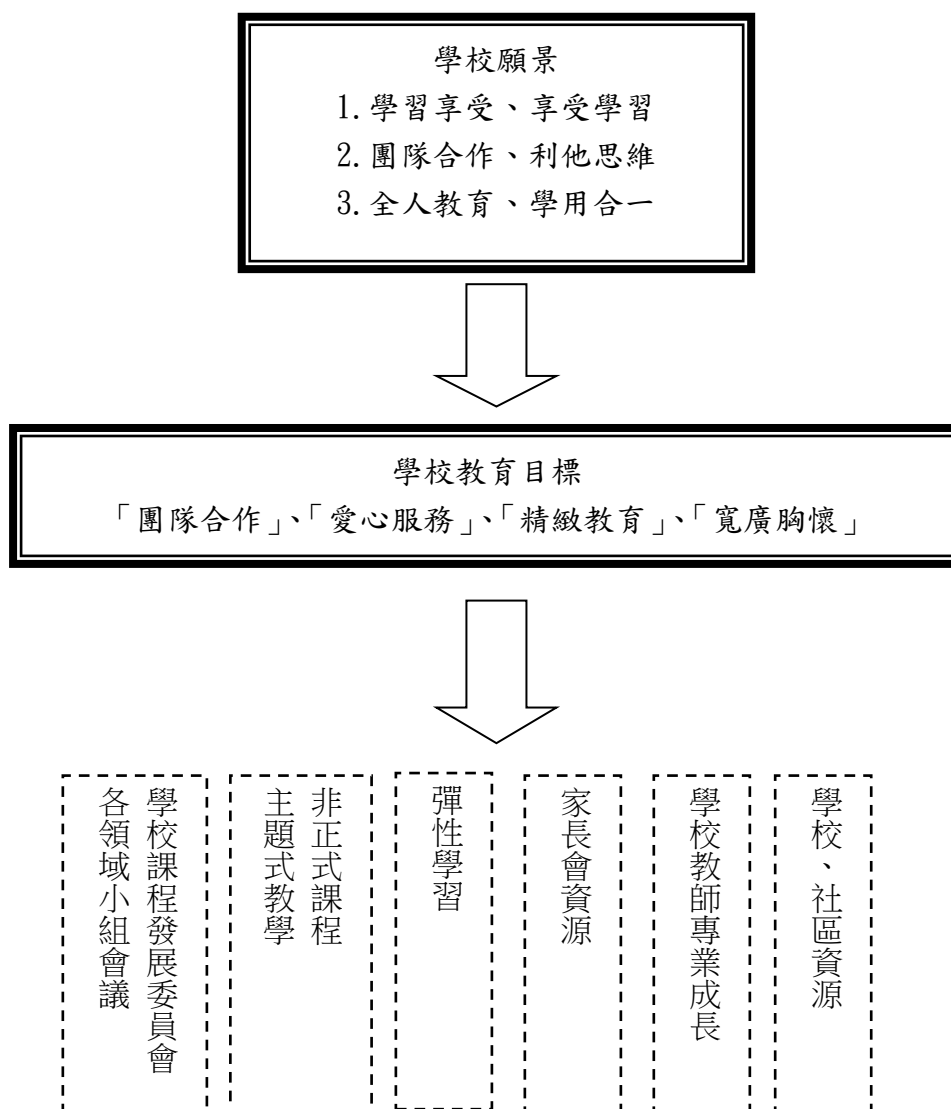 學校願景
1.學習享受、享受學習
2.團隊合作、利他思維
3.全人教育、學用合一
學校教育目標
「團隊合作」、「愛心服務」、「精緻教育」、「寬廣胸懷」
學校課程發展委員會
各領域小組會議
非正式課程
主題式教學
彈性學習
家長會資源
學校教師專業成長
學校、社區資源